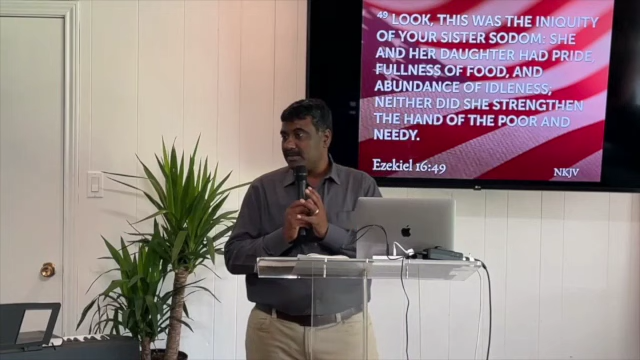 49 LOOK, THIS WAS THE INIQUITY
OF YOUR SISTER SODOM: SHE
AND HER DAUGHTER HAD PRIDE,
FULLNESS OF FOOD, AND
ABUNDANCE OF IDLENESS;
NEITHER DID SHE STRENGTHEN
THE HAND OF THE POOR AND
NEEDY.
Ezekiel 16:49
NKJV